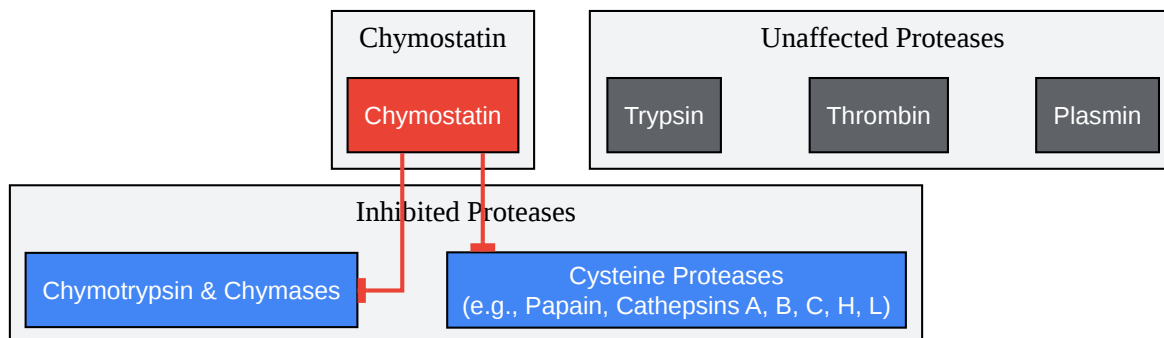 Chymostatin
Chymostatin
Unaffected Proteases
Trypsin
Thrombin
Plasmin
Inhibited Proteases
Chymotrypsin & Chymases
Cysteine Proteases
(e.g., Papain, Cathepsins A, B, C, H, L)